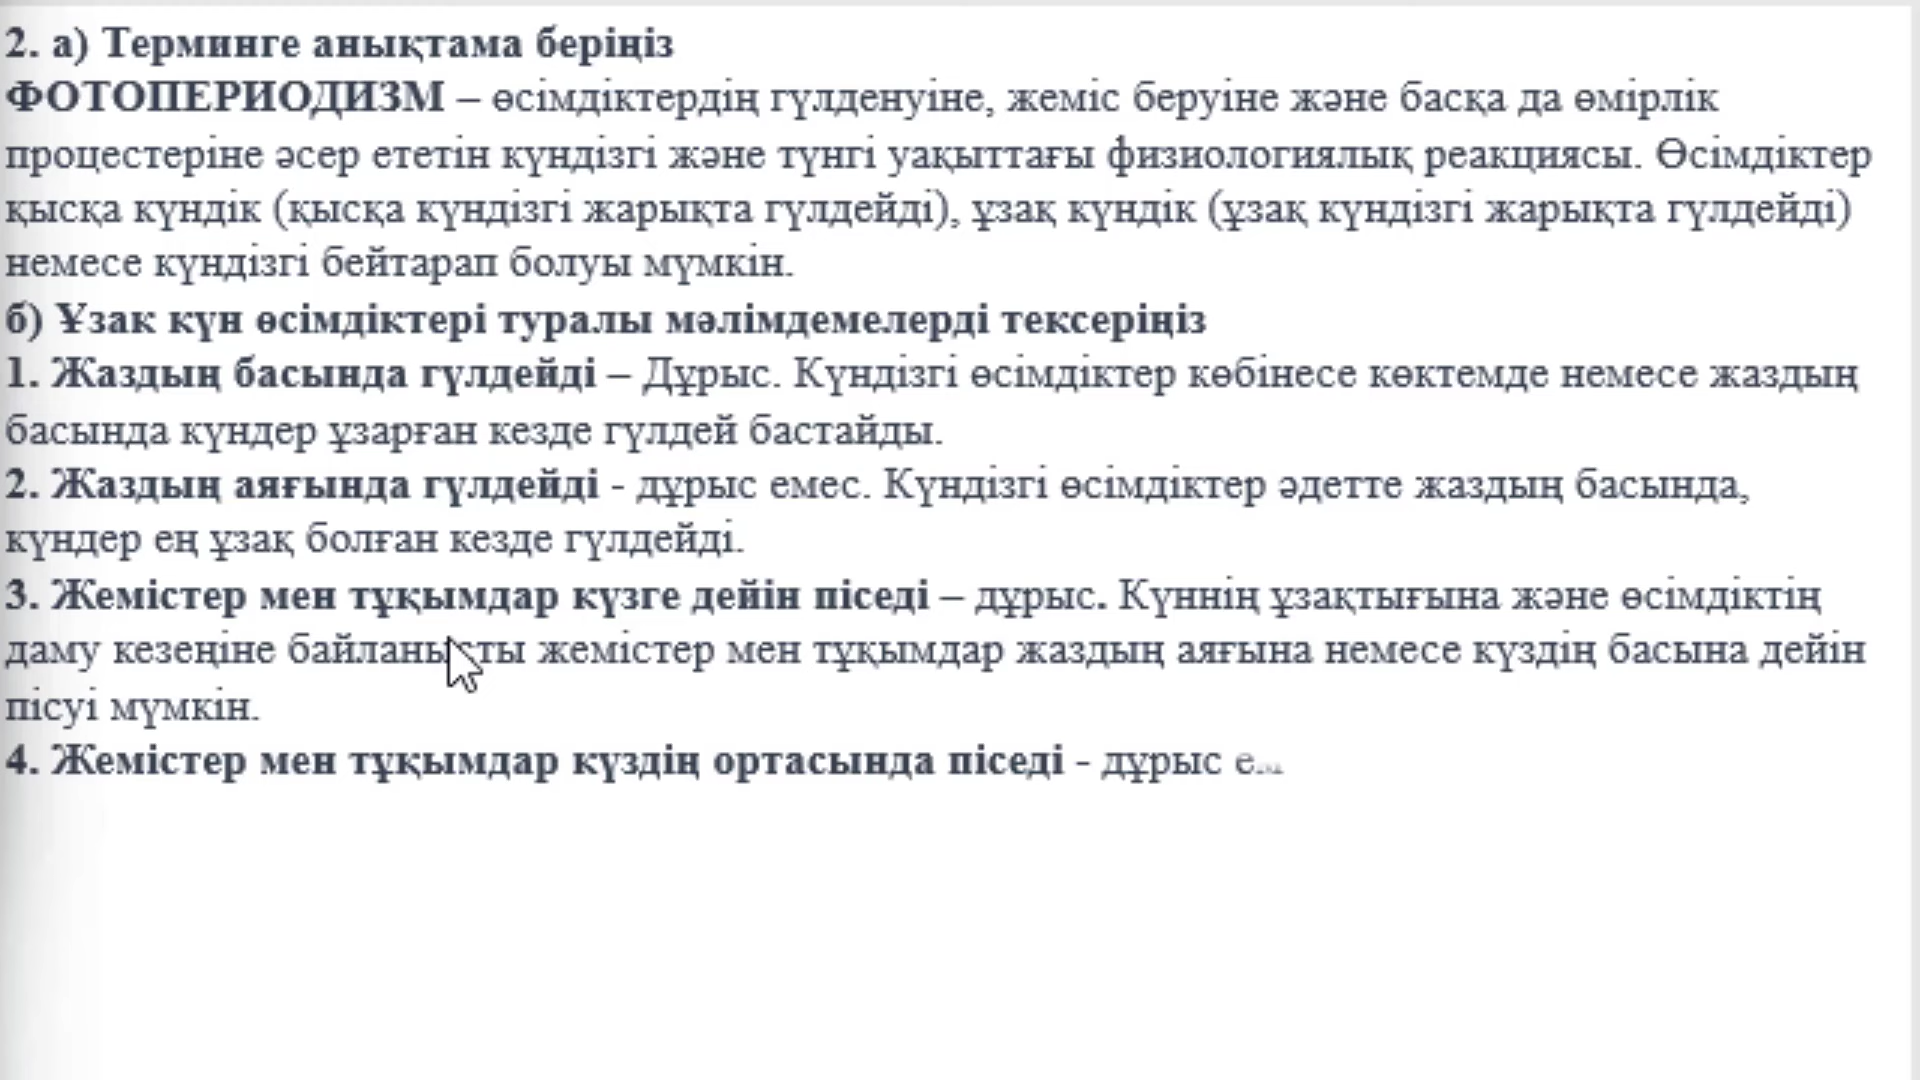 2. а) Терминге анықтама беріңіз
ФОТОПЕРИОДИЗМ – өсімдіктердің гүлденуіне, жеміс беруіне және басқа да өмірлік
процестеріне әсер ететін күндізгі және түнгі уақыттағы физиологиялық реакциясы. Өсімдіктер
қысқа күндік (қысқа күндізгі жарықта гүлдейді), ұзақ күндік (ұзақ күндізгі жарықта гүлдейді)
немесе күндізгі бейтарап болуы мүмкін.
б) Ұзак күн өсімдіктері туралы мәлімдемелерді тексеріңіз
1. Жаздың басында гүлдейді – Дұрыс. Күндізгі өсімдіктер көбінесе көктемде немесе жаздың
басында күндер ұзарған кезде гүлдей бастайды.
2. Жаздың аяғында гүлдейді - дұрыс емес. Күндізгі өсімдіктер әдетте жаздың басында,
күндер ең ұзақ болған кезде гүлдейді.
3. Жемістер мен тұқымдар күзге дейін піседі – дұрыс. Күннің ұзақтығына және өсімдіктің
даму кезеңіне байланысты жемістер мен тұқымдар жаздың аяғына немесе күздің басына дейін
пісуі мүмкін.
4. Жемістер мен тұқымдар күздің ортасында піседі - дұрыс